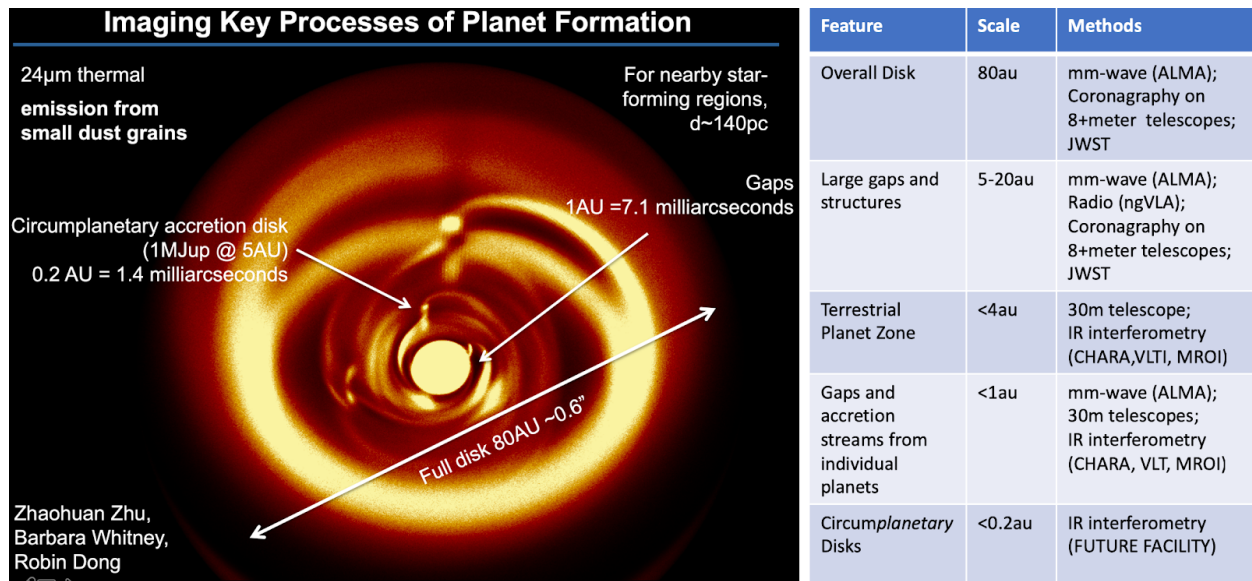 Imaging Key Processes of Planet Formation
24µm thermal
emission from
small dust grains
For nearby star-
forming regions,
d~140pc
Gaps
1AU =7.1 milliarcseconds
Circumplanetary accretion disk
(1MJup @ 5AU)
0.2 AU = 1.4 milliarcseconds
Full disk 80AU ~0.6”
Zhaohuan Zhu,
Barbara Whitney,
Robin Dong
Feature Scale Methods
Overall Disk 80au mm-wave (ALMA);
Coronagraphy on
8+meter telescopes;
JWST
Large gaps and 5-20au mm-wave (ALMA);
structures Radio (ngVLA);
Coronagraphy on
8+meter telescopes;
JWST
Terrestrial <4au 30m telescope;
Planet Zone IR interferometry
(CHARA,VLTI, MROI)
Gaps and <1au mm-wave (ALMA);
accretion 30m telescopes;
streams from IR interferometry
individual (CHARA, VLT, MROI)
planets
Circumplanetary <0.2au IR interferometry
Disks (FUTURE FACILITY)